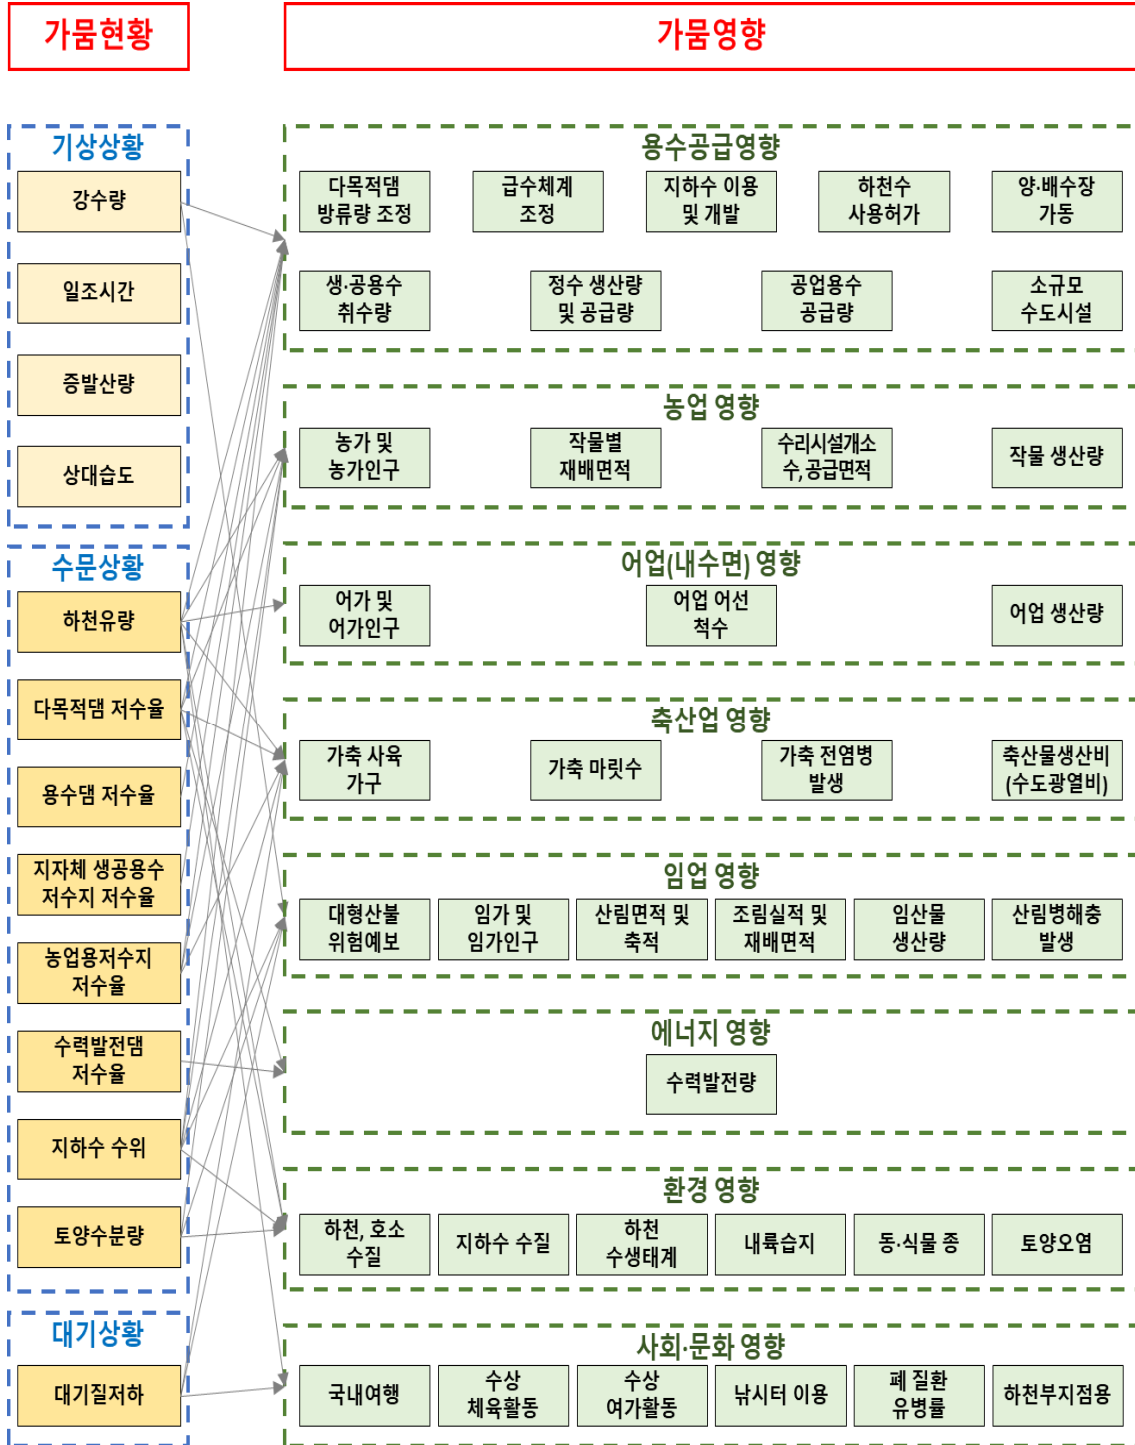 가뭄현황
가뭄영향
기상상황
강수량
일조시간
증발산량
상대습도
수문상황
하천유량
다목적댐 저수율
용수댐 저수율
지자체 생공용수
저수지 저수율
농업용저수지
저수율
수력발전댐
저수율
지하수 수위
토양수분량
대기상황
대기질저하
용수공급영향
다목적댐
방류량 조정
급수체계
조정
지하수 이용
및 개발
하천수
사용허가
양·배수장
가동
생·공용수
취수량
정수 생산량
및 공급량
공업용수
공급량
소규모
수도시설
농업 영향
농가 및
농가인구
작물별
재배면적
수리시설개소
수,공급면적
작물 생산량
어업(내수면) 영향
어가 및
어가인구
어업 어선
척수
어업 생산량
축산업 영향
가축 사육
가구
가축 마릿수
가축 전염병
발생
축산물생산비
(수도광열비)
임업 영향
대형산불
위험예보
임가 및
임가인구
산림면적 및
축적
조림실적 및
재배면적
임산물
생산량
산림병해충
발생
에너지 영향
수력발전량
환경 영향
하천, 호소
수질
지하수 수질
하천
수생태계
내륙습지
동·식물 종
토양오염
사회·문화 영향
국내여행
수상
체육활동
수상
여가활동
낚시터 이용
폐 질환
유병률
하천부지점용